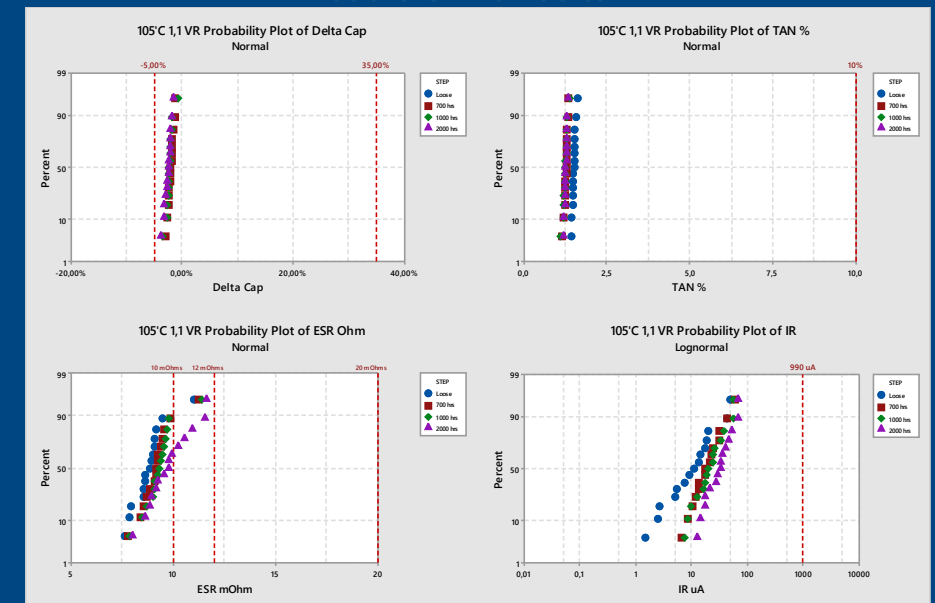 105'C 1,1 VR Probability Plot of Delta Cap
Normal
-5,00%
35,00%
99
90
50
10
1
Percent
-20,00%
0,00%
20,00%
40,00%
Delta Cap
STEP
Loose
700 hrs
1000 hrs
2000 hrs
105'C 1,1 VR Probability Plot of TAN %
Normal
10%
99
90
50
10
1
Percent
0,0
2,5
5,0
7,5
10,0
TAN %
STEP
Loose
700 hrs
1000 hrs
2000 hrs
105'C 1,1 VR Probability Plot of ESR Ohm
Normal
10 mOhms
12 mOhms
20 mOhms
99
90
50
10
1
Percent
5
10
15
20
ESR mOhm
STEP
Loose
700 hrs
1000 hrs
2000 hrs
105'C 1,1 VR Probability Plot of IR
Lognormal
990 uA
99
90
50
10
1
Percent
0,01
0,1
1
10
100
1000
10000
IR uA
STEP
Loose
700 hrs
1000 hrs
2000 hrs